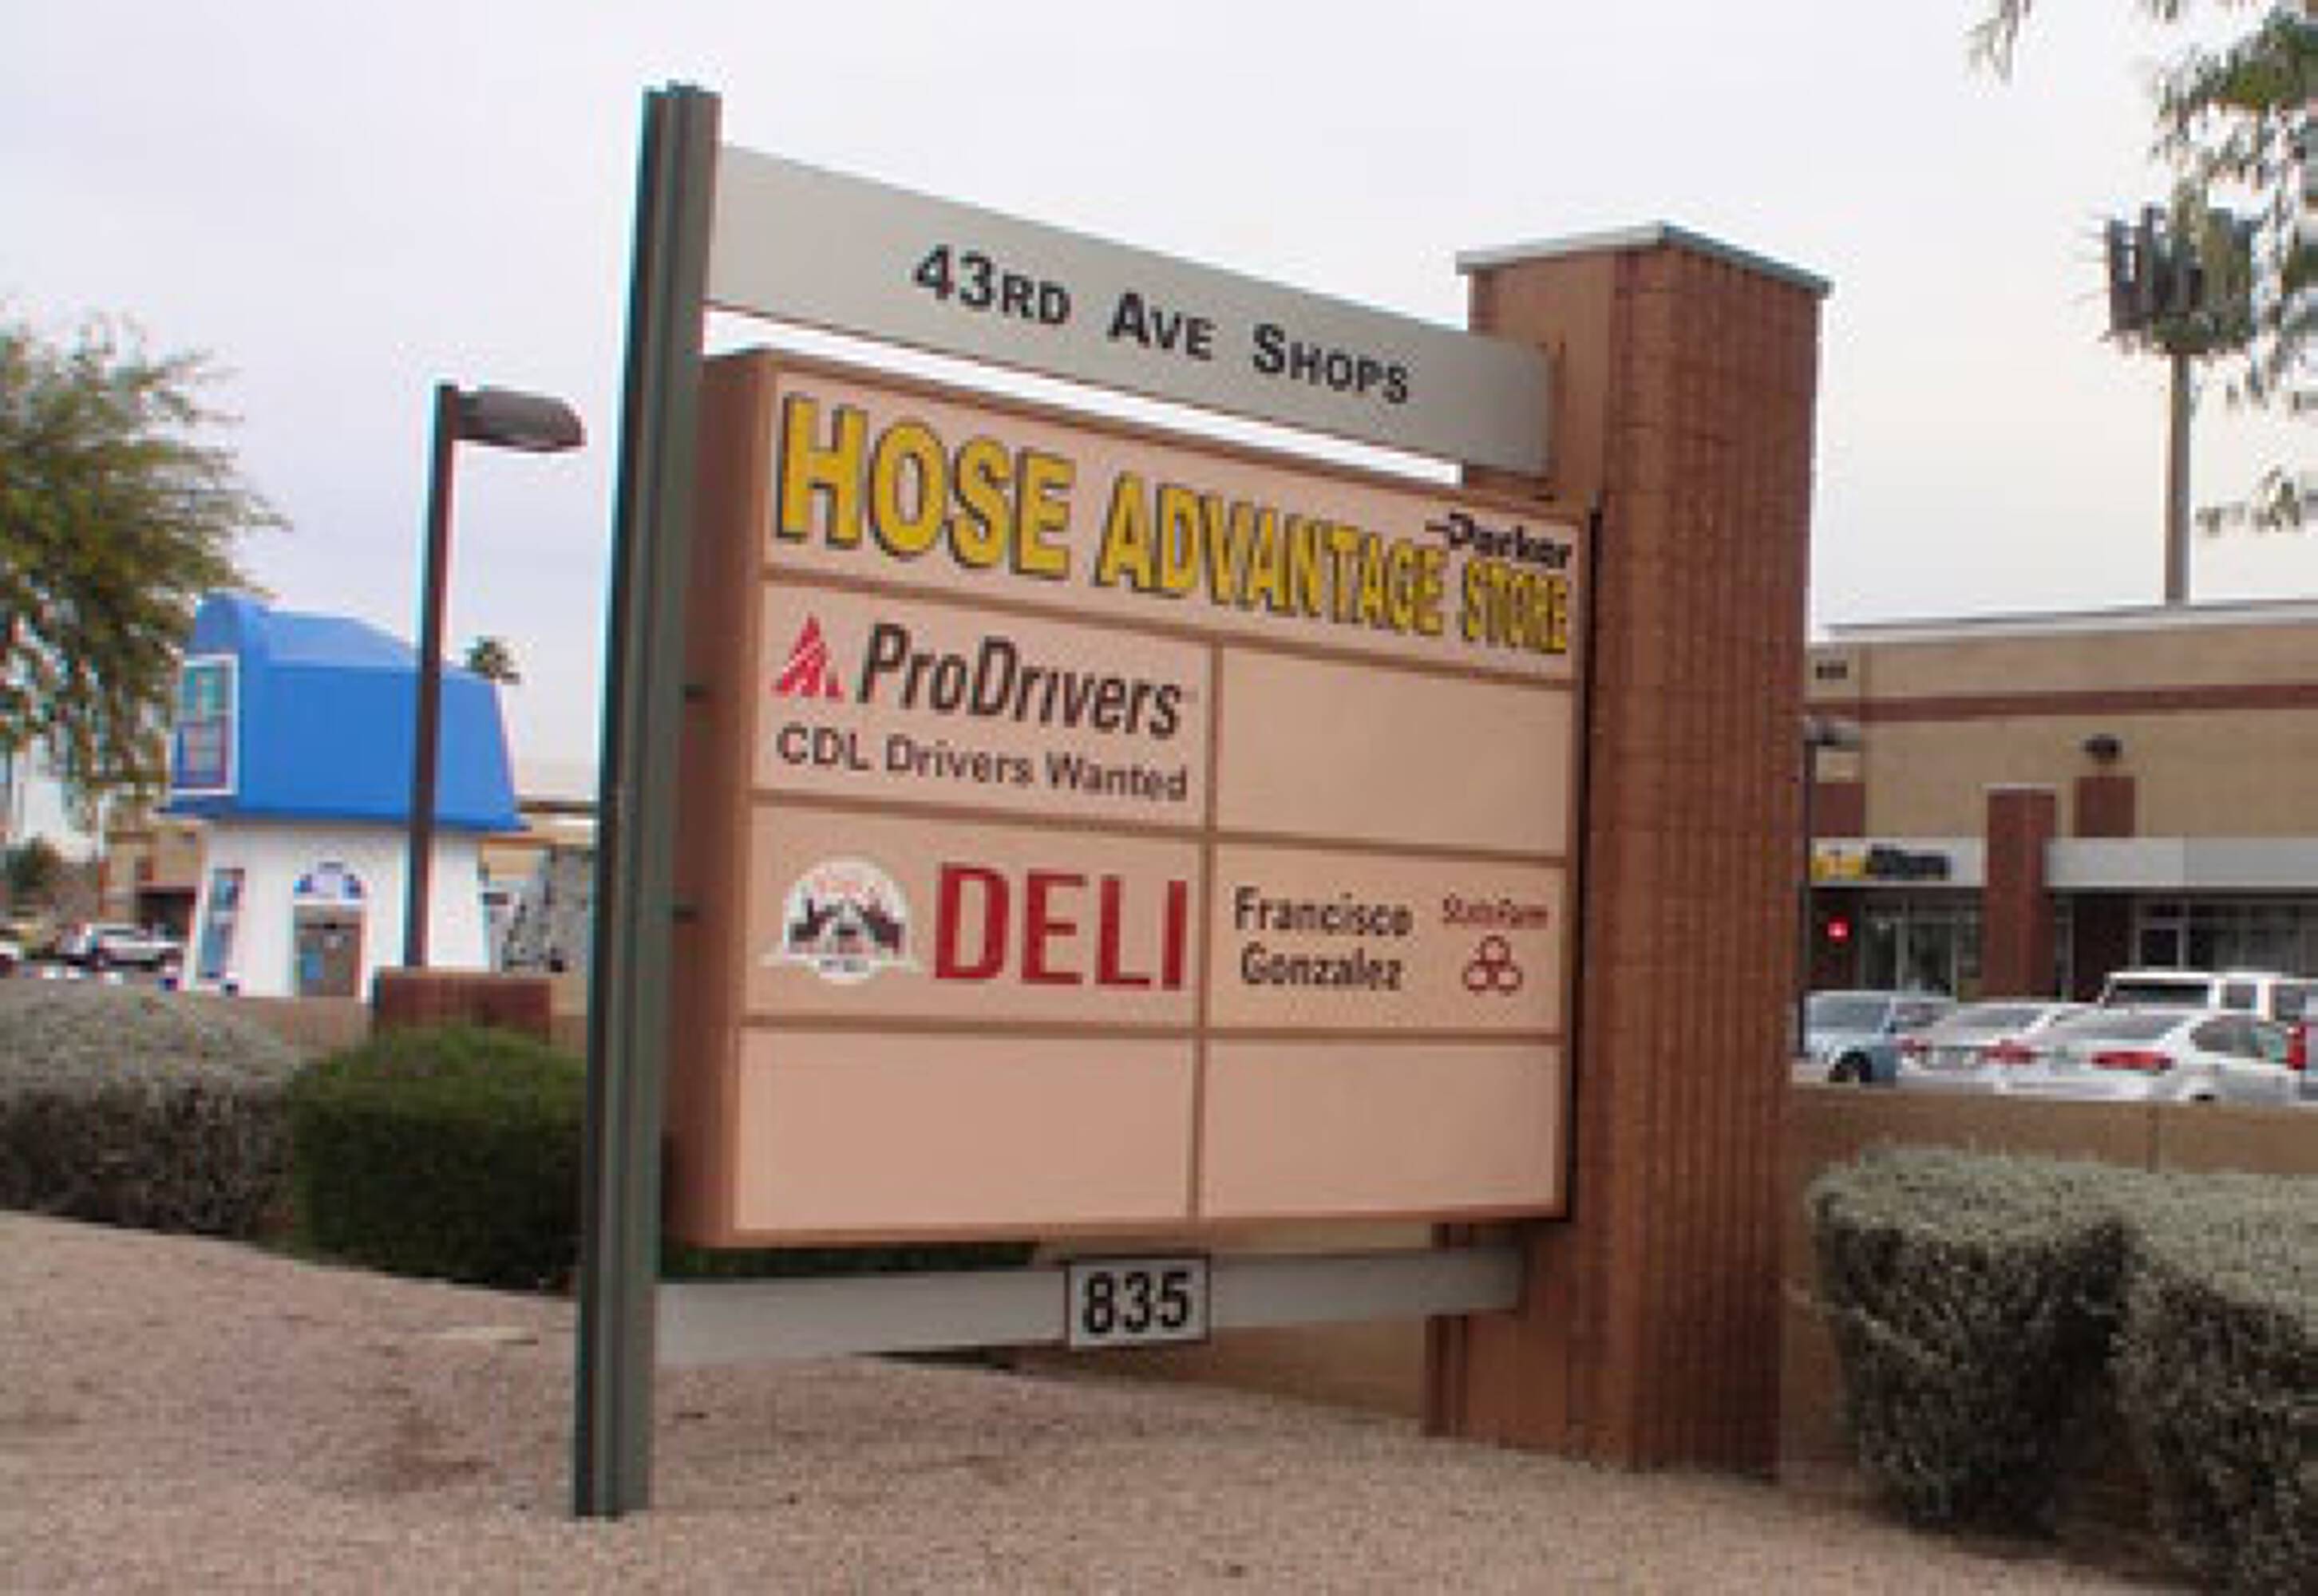 43RD AVE SHOPS
HOSE ADVANTAGE STORE
Parker
ProDrivers
CDL Drivers Wanted
DELI
Francisco
Gonzalez
StateFarm
835